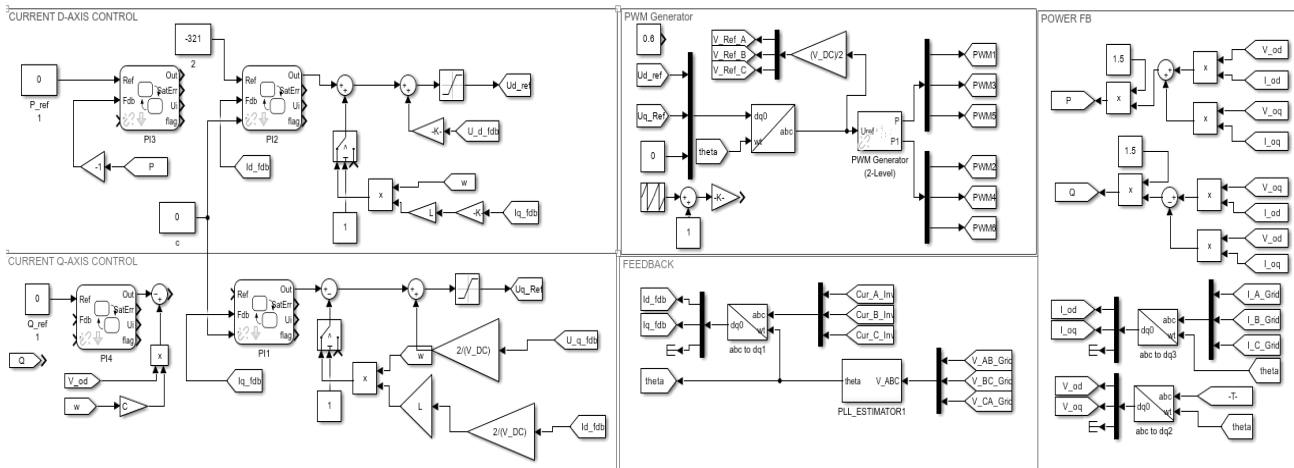 CURRENT D-AXIS CONTROL
-321
2
0
P_ref
1
Ref
Fdb
Out
SatErr
Ui
flag
PI3
Ref
Fdb
Out
SatErr
Ui
flag
PI2
Ud_ref
-K-
U_d_fdb
-1
P
Id_fdb
x
w
L
-K-
Iq_fdb
1
0
c
CURRENT Q-AXIS CONTROL
0
Q_ref
1
Ref
Fdb
Out
SatErr
Ui
flag
PI4
Q
x
V_od
w
C
Ref
Fdb
Out
SatErr
Ui
flag
PI1
Iq_fdb
Uq_Ref
2/(V_DC)
U_q_fdb
w
x
L
1
2/(V_DC)
Id_fdb
PWM Generator
0.6
V_Ref_A
V_Ref_B
V_Ref_C
(V_DC)/2
Ud_ref
Uq_Ref
0
theta
dq0
wt
abc
Uref
P
P1
PWM Generator
(2-Level)
PWM1
PWM3
PWM5
PWM2
PWM4
PWM6
-K-
1
FEEDBACK
Id_fdb
Iq_fdb
dq0
abc
wt
abc to dq1
Cur_A_Inv
Cur_B_Inv
Cur_C_Inv
theta
theta
V_ABC
PLL_ESTIMATOR1
V_AB_Grid
V_BC_Grid
V_CA_Grid
POWER FB
1.5
P
x
x
V_od
I_od
x
V_oq
I_oq
1.5
Q
x
x
V_oq
I_od
x
V_od
I_oq
I_od
I_oq
dq0
abc
wt
abc to dq3
I_A_Grid
I_B_Grid
I_C_Grid
theta
V_od
V_oq
dq0
abc
wt
abc to dq2
-T-
theta